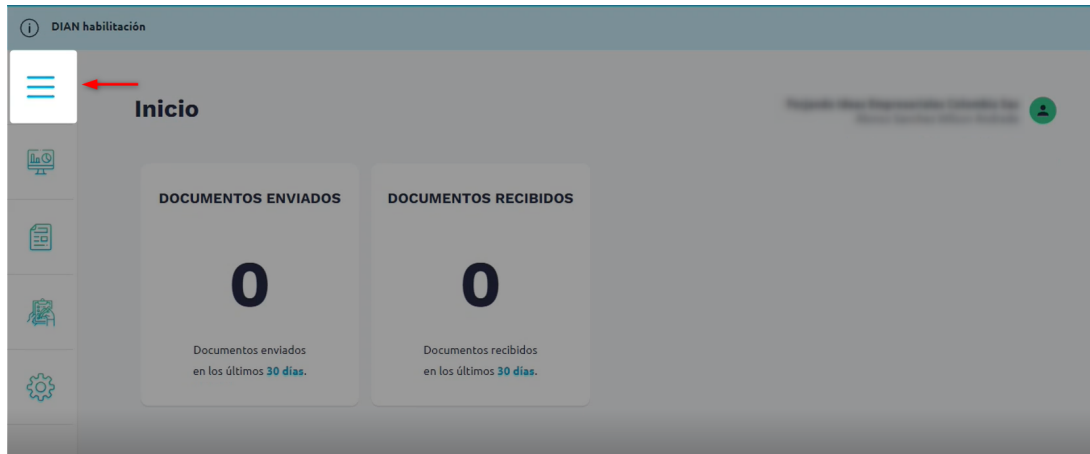 DIAN habilitación
Inicio
DOCUMENTOS ENVIADOS
0
Documentos enviados
en los últimos 30 días.
DOCUMENTOS RECIBIDOS
0
Documentos recibidos
en los últimos 30 días.